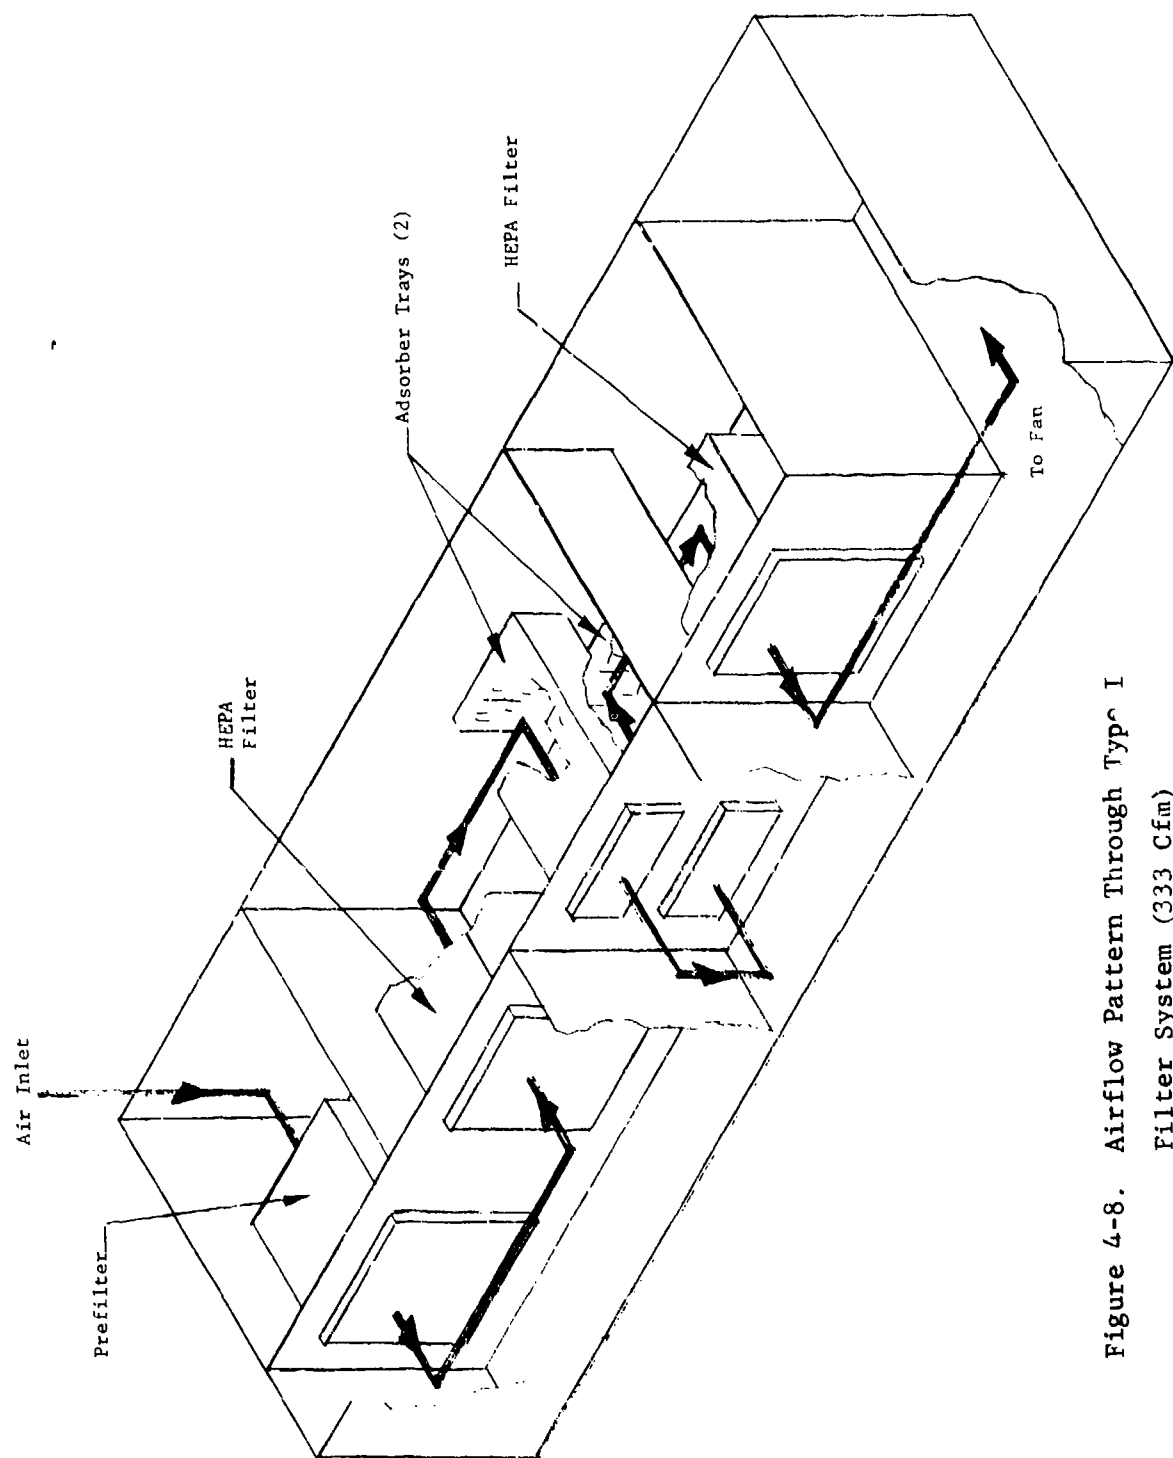 Air Inlet
Prefilter
HEPA
Filter
Adsorber Trays (2)
HEPA Filter
To Fan
Figure 4-8. Airflow Pattern Through Type I
Filter System (333 Cfm)